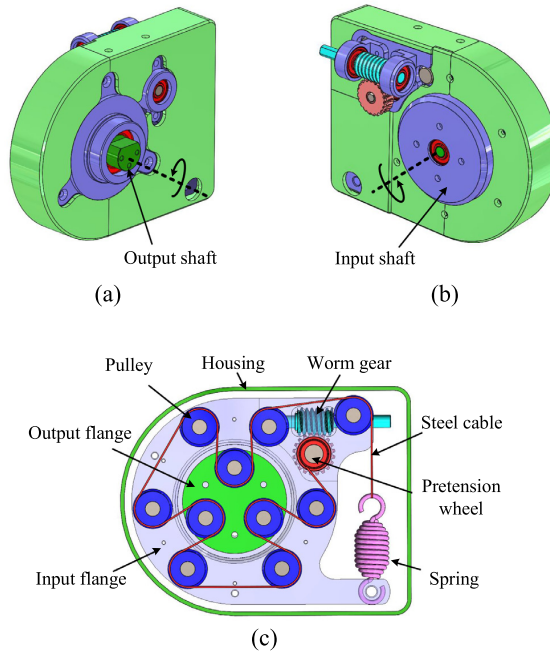 Output shaft
Input shaft
(a)
(b)
Pulley
Housing
Worm gear
Output flange
Steel cable
Pretension
wheel
Input flange
Spring
(c)